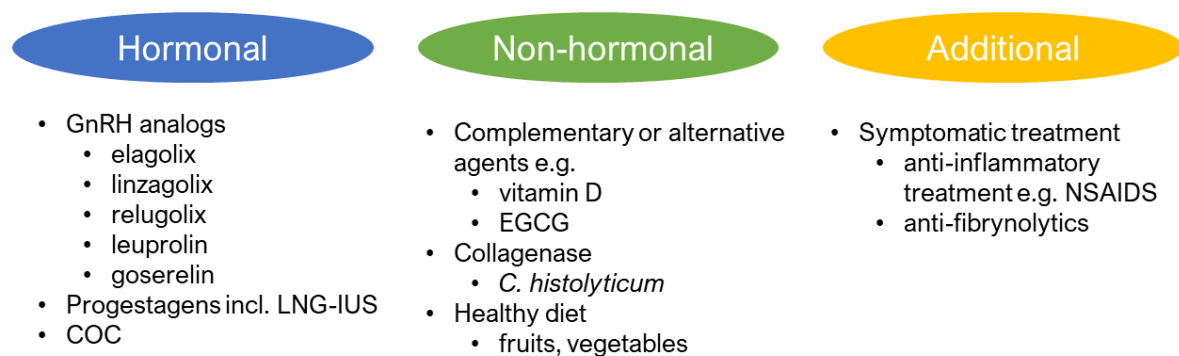 Hormonal
• GnRH analogs
• elagolix
• linzagolix
• relugolix
• leuprolin
• goserelin
• Progestagens incl. LNG-IUS
• COC
Non-hormonal
• Complementary or alternative
agents e.g.
• vitamin D
• EGCG
• Collagenase
• C. histolyticum
• Healthy diet
• fruits, vegetables
Additional
• Symptomatic treatment
• anti-inflammatory
treatment e.g. NSAIDS
• anti-fibrynolytics